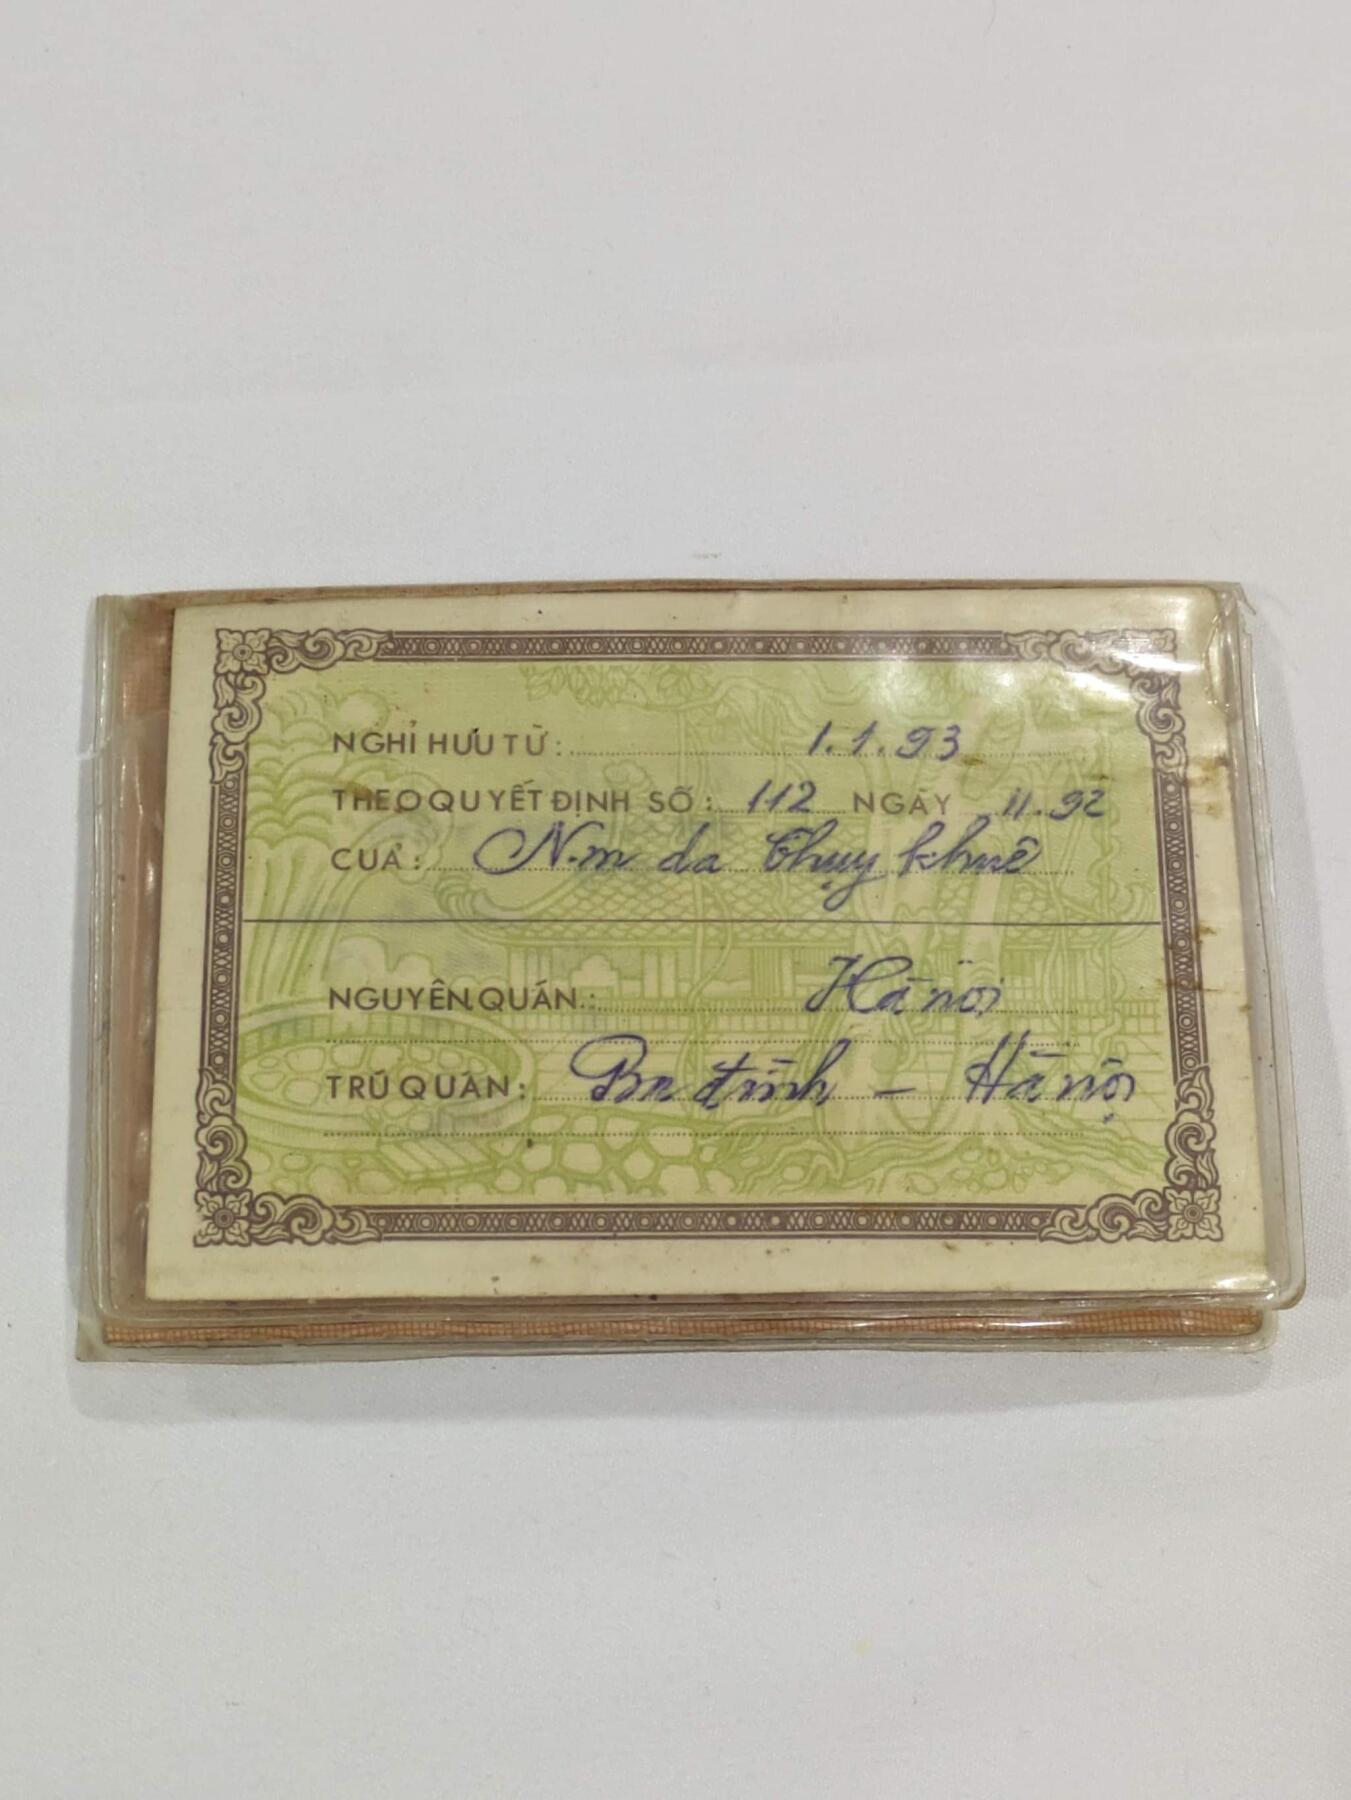 NGHỈ HƯU TỪ: 1.1.93
THEO QUYẾT ĐỊNH SỐ: 112 NGÀY 11.92
CỦA: N.m da Thụy Khuê
NGUYÊN QUÁN: Hà nội
TRÚ QUÁN: Ba đình – Hà nội